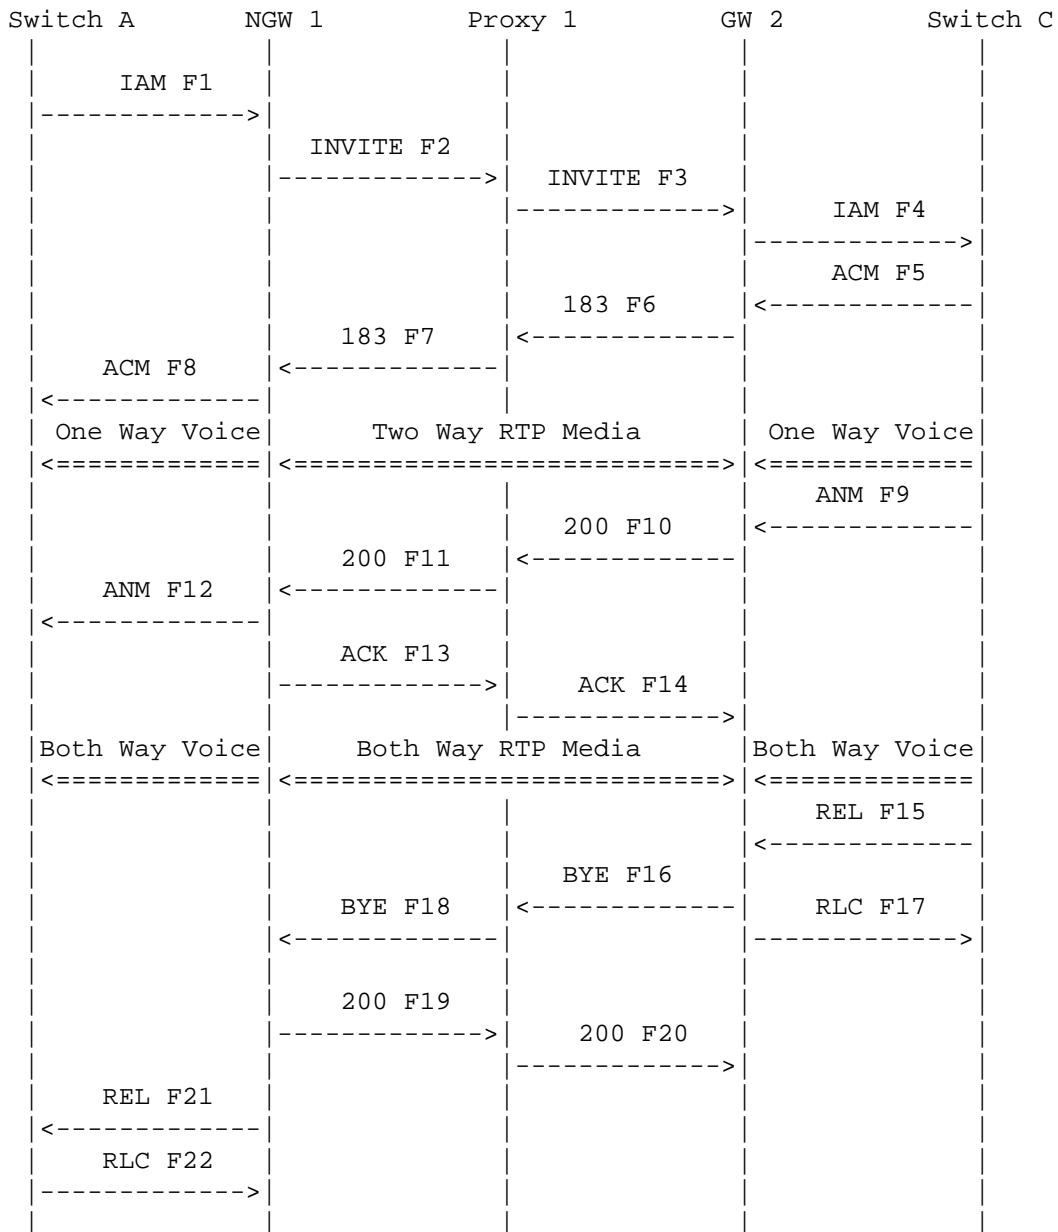 Switch A NGW 1 Proxy 1 GW 2 Switch C
IAM F1
INVITE F2
INVITE F3
IAM F4
ACM F5
183 F6
183 F7
ACM F8
One Way Voice Two Way RTP Media One Way Voice
ANM F9
200 F10
200 F11
ANM F12
ACK F13
ACK F14
Both Way Voice Both Way RTP Media Both Way Voice
REL F15
BYE F16
BYE F18 RLC F17
200 F19
200 F20
REL F21
RLC F22